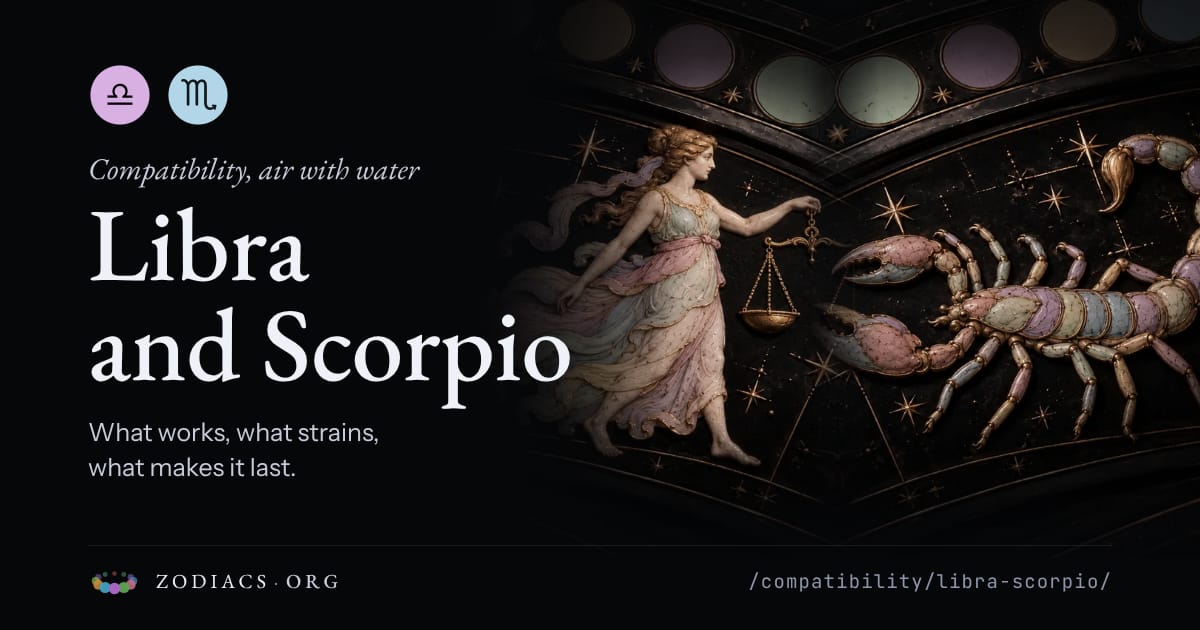 Compatibility, air with water
Libra
and Scorpio
What works, what strains,
what makes it last.
ZODIACS·ORG
/compatibility/libra-scorpio/